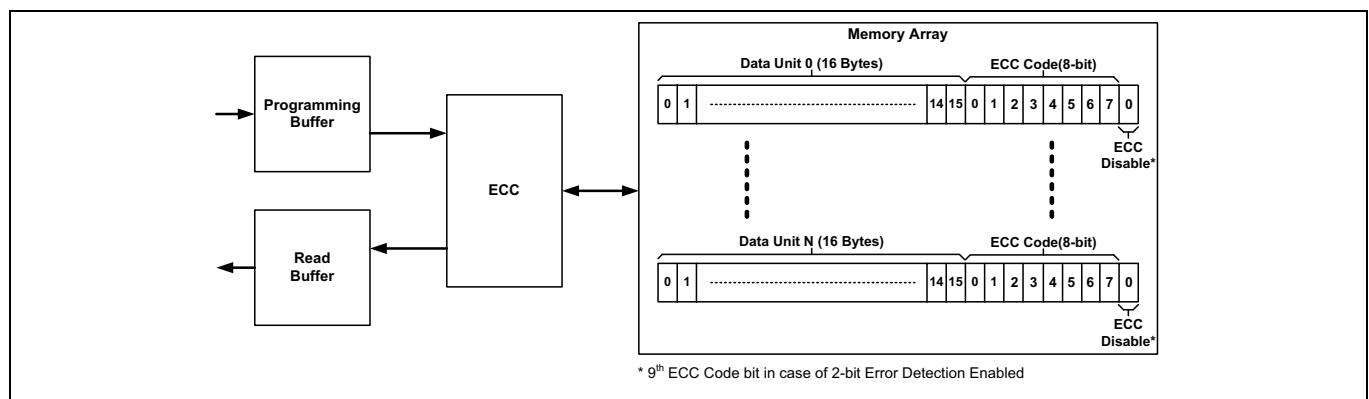 Memory Array
Data Unit 0 (16 Bytes) ECC Code(8-bit)
0 1 14 15 0 1 2 3 4 5 6 7 0
ECC
Disable*
Programming
Buffer
ECC
Read
Buffer
Data Unit N (16 Bytes) ECC Code(8-bit)
0 1 14 15 0 1 2 3 4 5 6 7 0
ECC
Disable*
* 9th ECC Code bit in case of 2-bit Error Detection Enabled